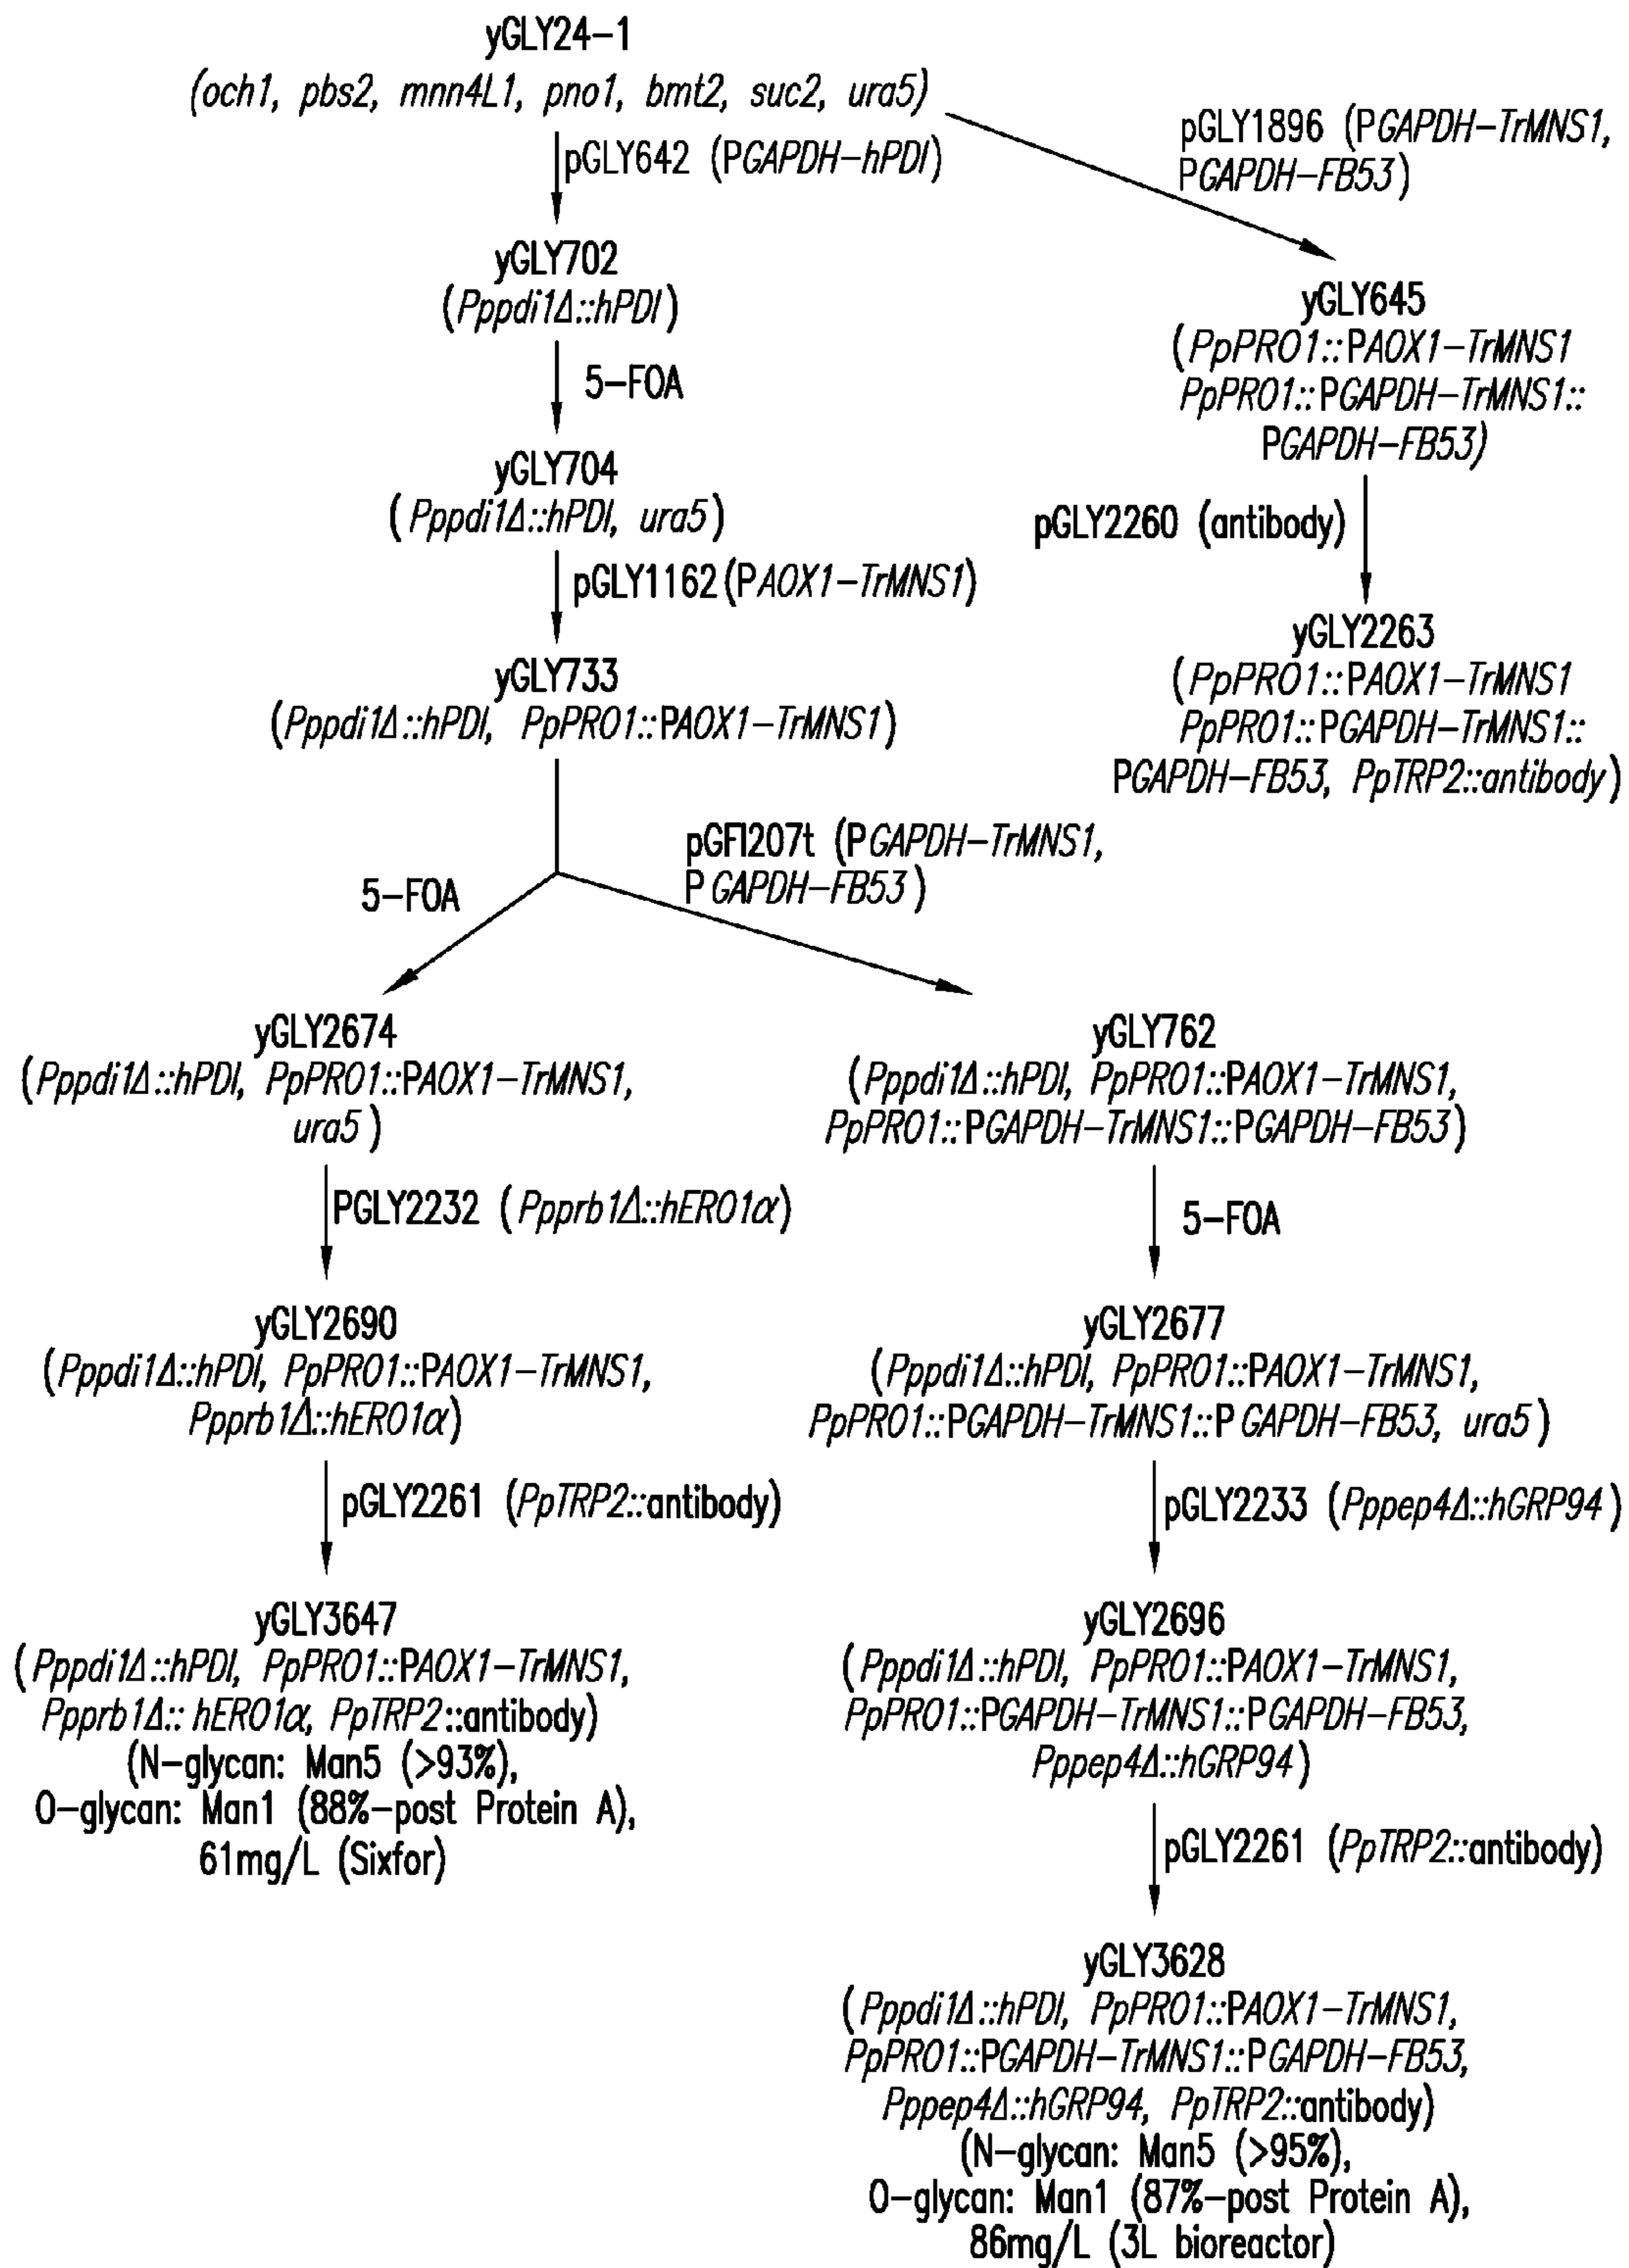 yGLY24-1
(och1, pbs2, mnn4L1, pno1, bmt2, suc2, ura5)
pGLY642 (PGAPDH-hPDI)
yGLY702
(Pppdi1Δ::hPDI)
5-FOA
yGLY704
(Pppdi1Δ::hPDI, ura5)
pGLY1162(PAOX1-TrMNS1)
yGLY733
(Pppdi1Δ::hPDI, PpPRO1::PAOX1-TrMNS1)
pGLY1896 (PGAPDH-TrMNS1,
PGAPDH-FB53)
yGLY645
(PpPRO1::PAOX1-TrMNS1
PpPRO1::PGAPDH-TrMNS1::
PGAPDH-FB53)
pGLY2260 (antibody)
yGLY2263
(PpPRO1::PAOX1-TrMNS1
PpPRO1::PGAPDH-TrMNS1::
PGAPDH-FB53, PpTRP2::antibody)
5-FOA
pGFI207t (PGAPDH-TrMNS1,
PGAPDH-FB53)
yGLY2674
(Pppdi1Δ::hPDI, PpPRO1::PAOX1-TrMNS1,
ura5)
PGLY2232 (Ppprb1Δ::hERO1α)
yGLY2690
(Pppdi1Δ::hPDI, PpPRO1::PAOX1-TrMNS1,
Ppprb1Δ::hERO1α)
pGLY2261 (PpTRP2::antibody)
yGLY3647
(Pppdi1Δ::hPDI, PpPRO1::PAOX1-TrMNS1,
Ppprb1Δ:: hERO1α, PpTRP2::antibody)
(N-glycan: Man5 (>93%),
O-glycan: Man1 (88%-post Protein A),
61mg/L (Sixfor)
yGLY762
(Pppdi1Δ::hPDI, PpPRO1::PAOX1-TrMNS1,
PpPRO1::PGAPDH-TrMNS1::PGAPDH-FB53)
5-FOA
yGLY2677
(Pppdi1Δ::hPDI, PpPRO1::PAOX1-TrMNS1,
PpPRO1::PGAPDH-TrMNS1::PGAPDH-FB53, ura5)
pGLY2233 (Pppep4Δ::hGRP94)
yGLY2696
(Pppdi1Δ::hPDI, PpPRO1::PAOX1-TrMNS1,
PpPRO1::PGAPDH-TrMNS1::PGAPDH-FB53,
Pppep4Δ::hGRP94)
pGLY2261 (PpTRP2::antibody)
yGLY3628
(Pppdi1Δ::hPDI, PpPRO1::PAOX1-TrMNS1,
PpPRO1::PGAPDH-TrMNS1::PGAPDH-FB53,
Pppep4Δ::hGRP94, PpTRP2::antibody)
(N-glycan: Man5 (>95%),
O-glycan: Man1 (87%-post Protein A),
86mg/L (3L bioreactor)